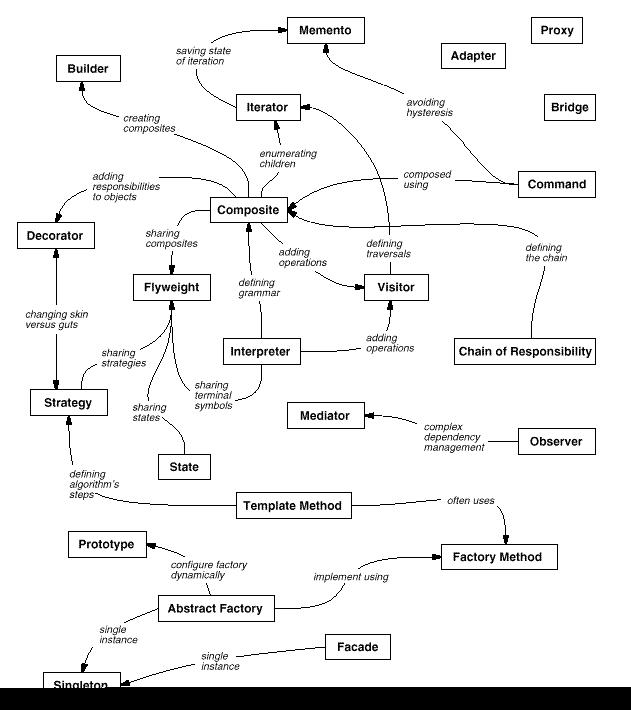 Memento
Proxy
saving state
of iteration
Adapter
Builder
Iterator
avoiding
hysteresis
Bridge
creating
composites
enumerating
children
adding
responsibilities
to objects
composed
using
Command
Composite
Decorator
sharing
composites
adding
operations
defining
traversals
defining
the chain
Flyweight
defining
grammar
Visitor
changing skin
versus guts
sharing
strategies
Interpreter
adding
operations
Chain of Responsibility
Strategy
sharing
states
sharing
terminal
symbols
Mediator
complex
dependency
management
Observer
State
defining
algorithm's
steps
Template Method
often uses
Prototype
configure factory
dynamically
implement using
Factory Method
Abstract Factory
single
instance
single
instance
Facade
Singleton